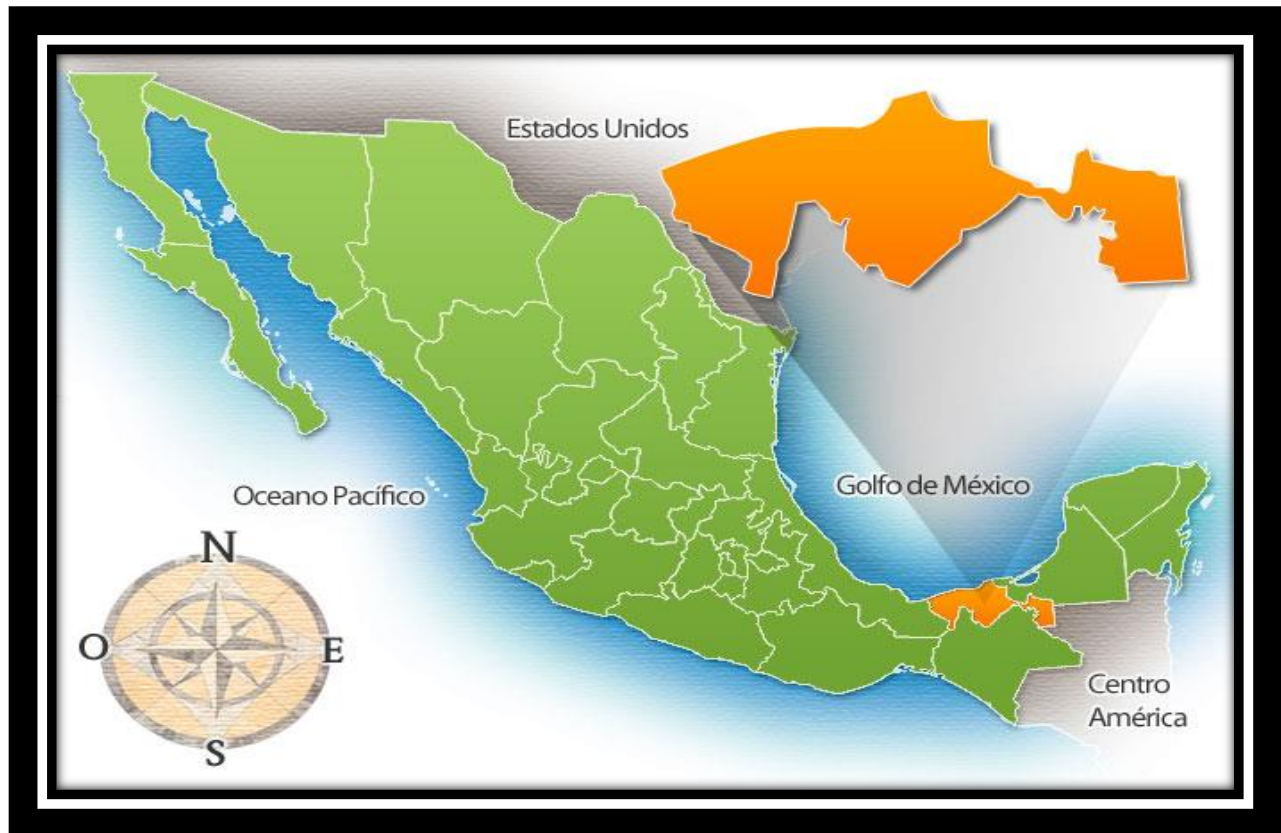 Estados Unidos
Golfo de México
Oceano Pacífico
N
O
E
S
Centro
América